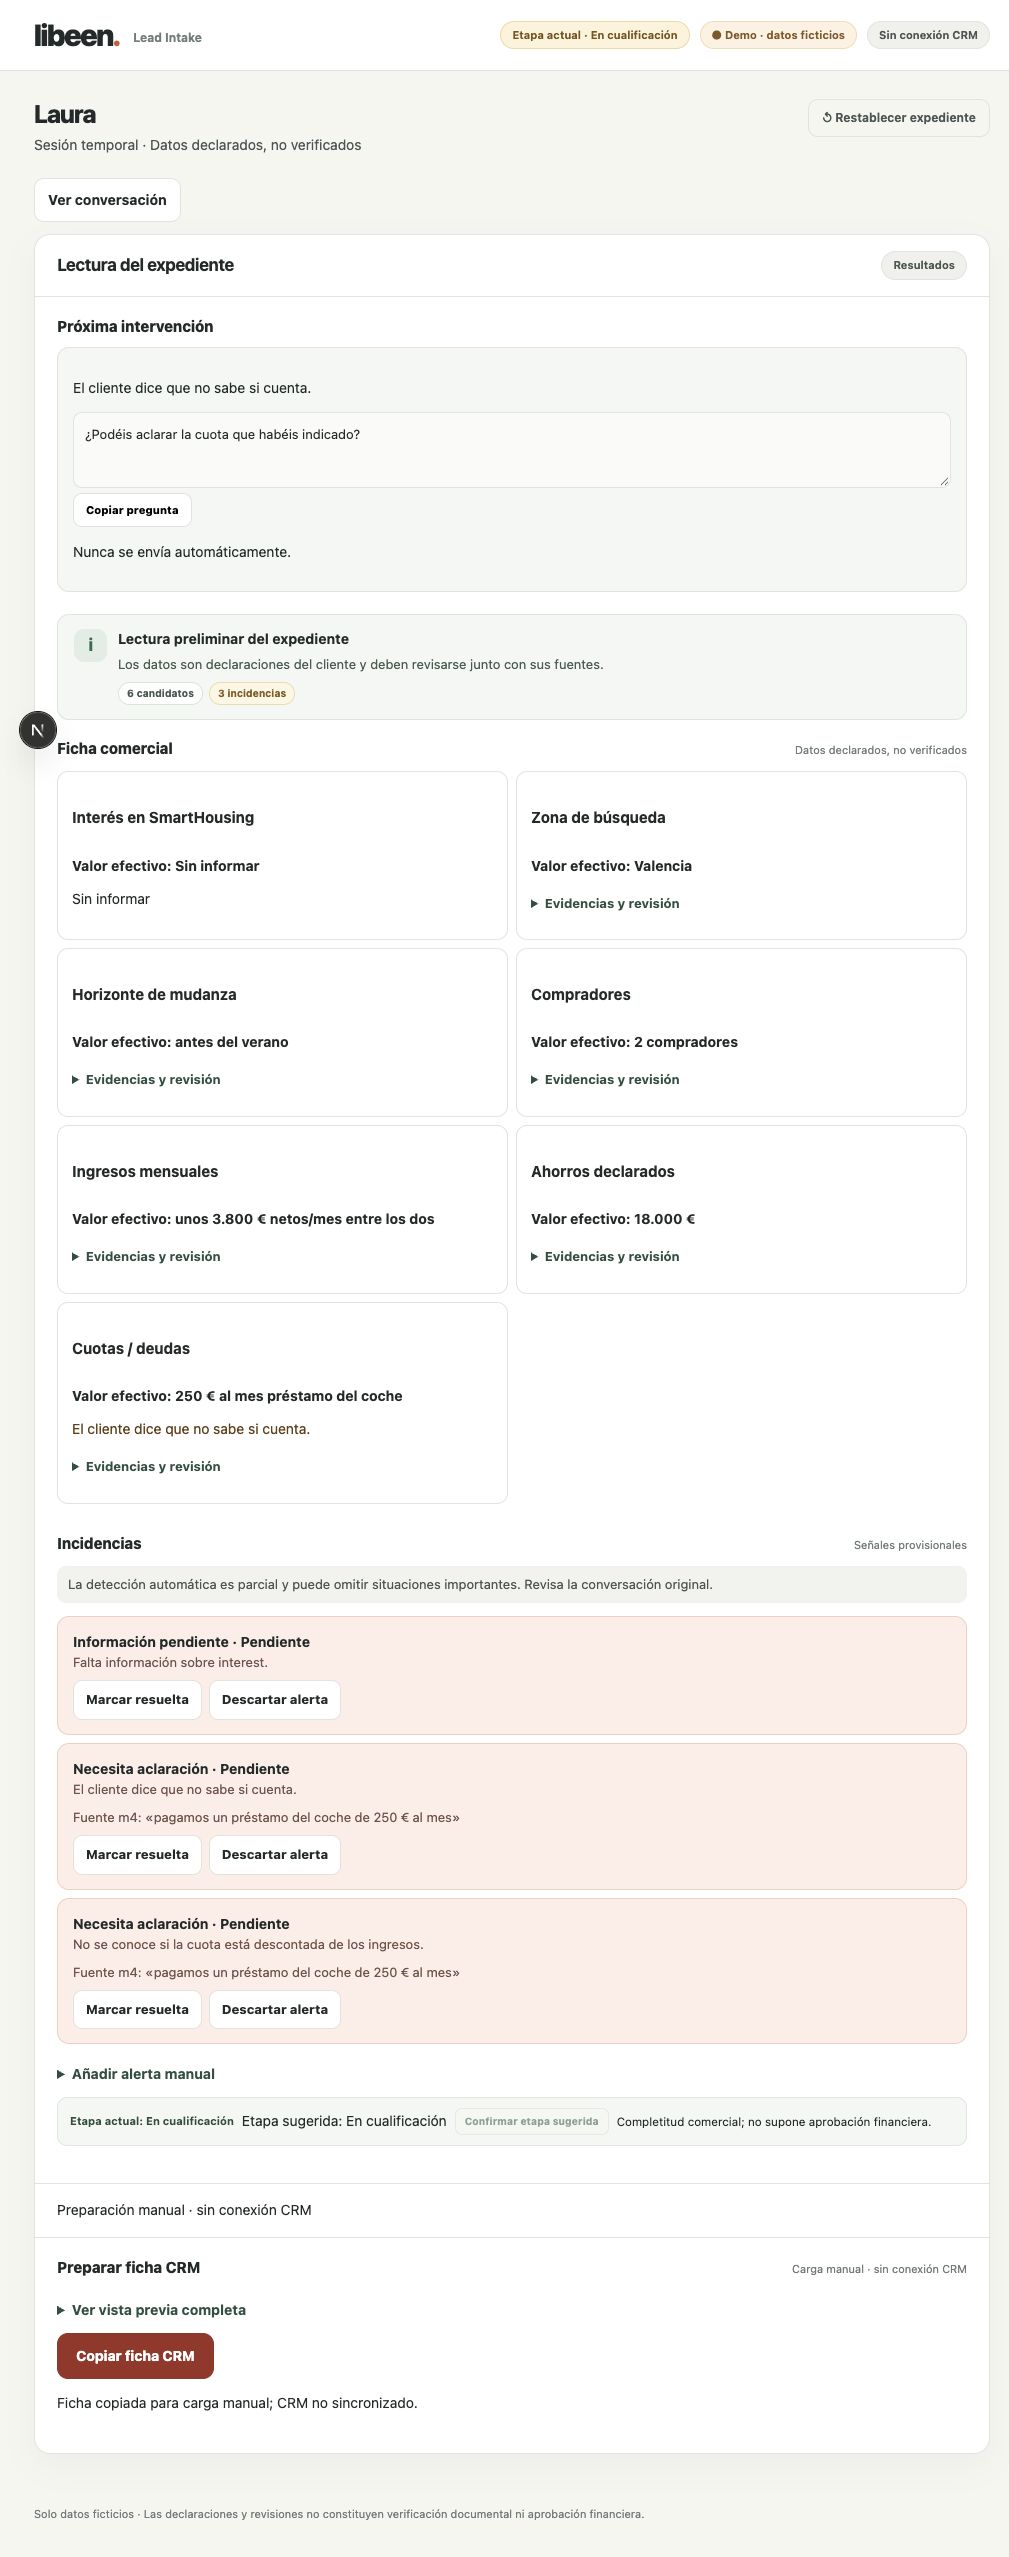 libeen.
Lead Intake
Etapa actual · En cualificación
Demo · datos ficticios
Sin conexión CRM
Laura
↺ Restablecer expediente
Sesión temporal · Datos declarados, no verificados
Ver conversación
Lectura del expediente
Resultados
Próxima intervención
El cliente dice que no sabe si cuenta.
¿Podéis aclarar la cuota que habéis indicado?
Copiar pregunta
Nunca se envía automáticamente.
i
Lectura preliminar del expediente
Los datos son declaraciones del cliente y deben revisarse junto con sus fuentes.
6 candidatos
3 incidencias
N
Ficha comercial
Datos declarados, no verificados
Interés en SmartHousing
Valor efectivo: Sin informar
Sin informar
Zona de búsqueda
Valor efectivo: Valencia
▶ Evidencias y revisión
Horizonte de mudanza
Valor efectivo: antes del verano
▶ Evidencias y revisión
Compradores
Valor efectivo: 2 compradores
▶ Evidencias y revisión
Ingresos mensuales
Valor efectivo: unos 3.800 € netos/mes entre los dos
▶ Evidencias y revisión
Ahorros declarados
Valor efectivo: 18.000 €
▶ Evidencias y revisión
Cuotas / deudas
Valor efectivo: 250 € al mes préstamo del coche
El cliente dice que no sabe si cuenta.
▶ Evidencias y revisión
Incidencias
Señales provisionales
La detección automática es parcial y puede omitir situaciones importantes. Revisa la conversación original.
Información pendiente · Pendiente
Falta información sobre interest.
Marcar resuelta
Descartar alerta
Necesita aclaración · Pendiente
El cliente dice que no sabe si cuenta.
Fuente m4: «pagamos un préstamo del coche de 250 € al mes»
Marcar resuelta
Descartar alerta
Necesita aclaración · Pendiente
No se conoce si la cuota está descontada de los ingresos.
Fuente m4: «pagamos un préstamo del coche de 250 € al mes»
Marcar resuelta
Descartar alerta
▶ Añadir alerta manual
Etapa actual: En cualificación
Etapa sugerida: En cualificación
Confirmar etapa sugerida
Completitud comercial; no supone aprobación financiera.
Preparación manual · sin conexión CRM
Preparar ficha CRM
Carga manual · sin conexión CRM
▶ Ver vista previa completa
Copiar ficha CRM
Ficha copiada para carga manual; CRM no sincronizado.
Solo datos ficticios · Las declaraciones y revisiones no constituyen verificación documental ni aprobación financiera.